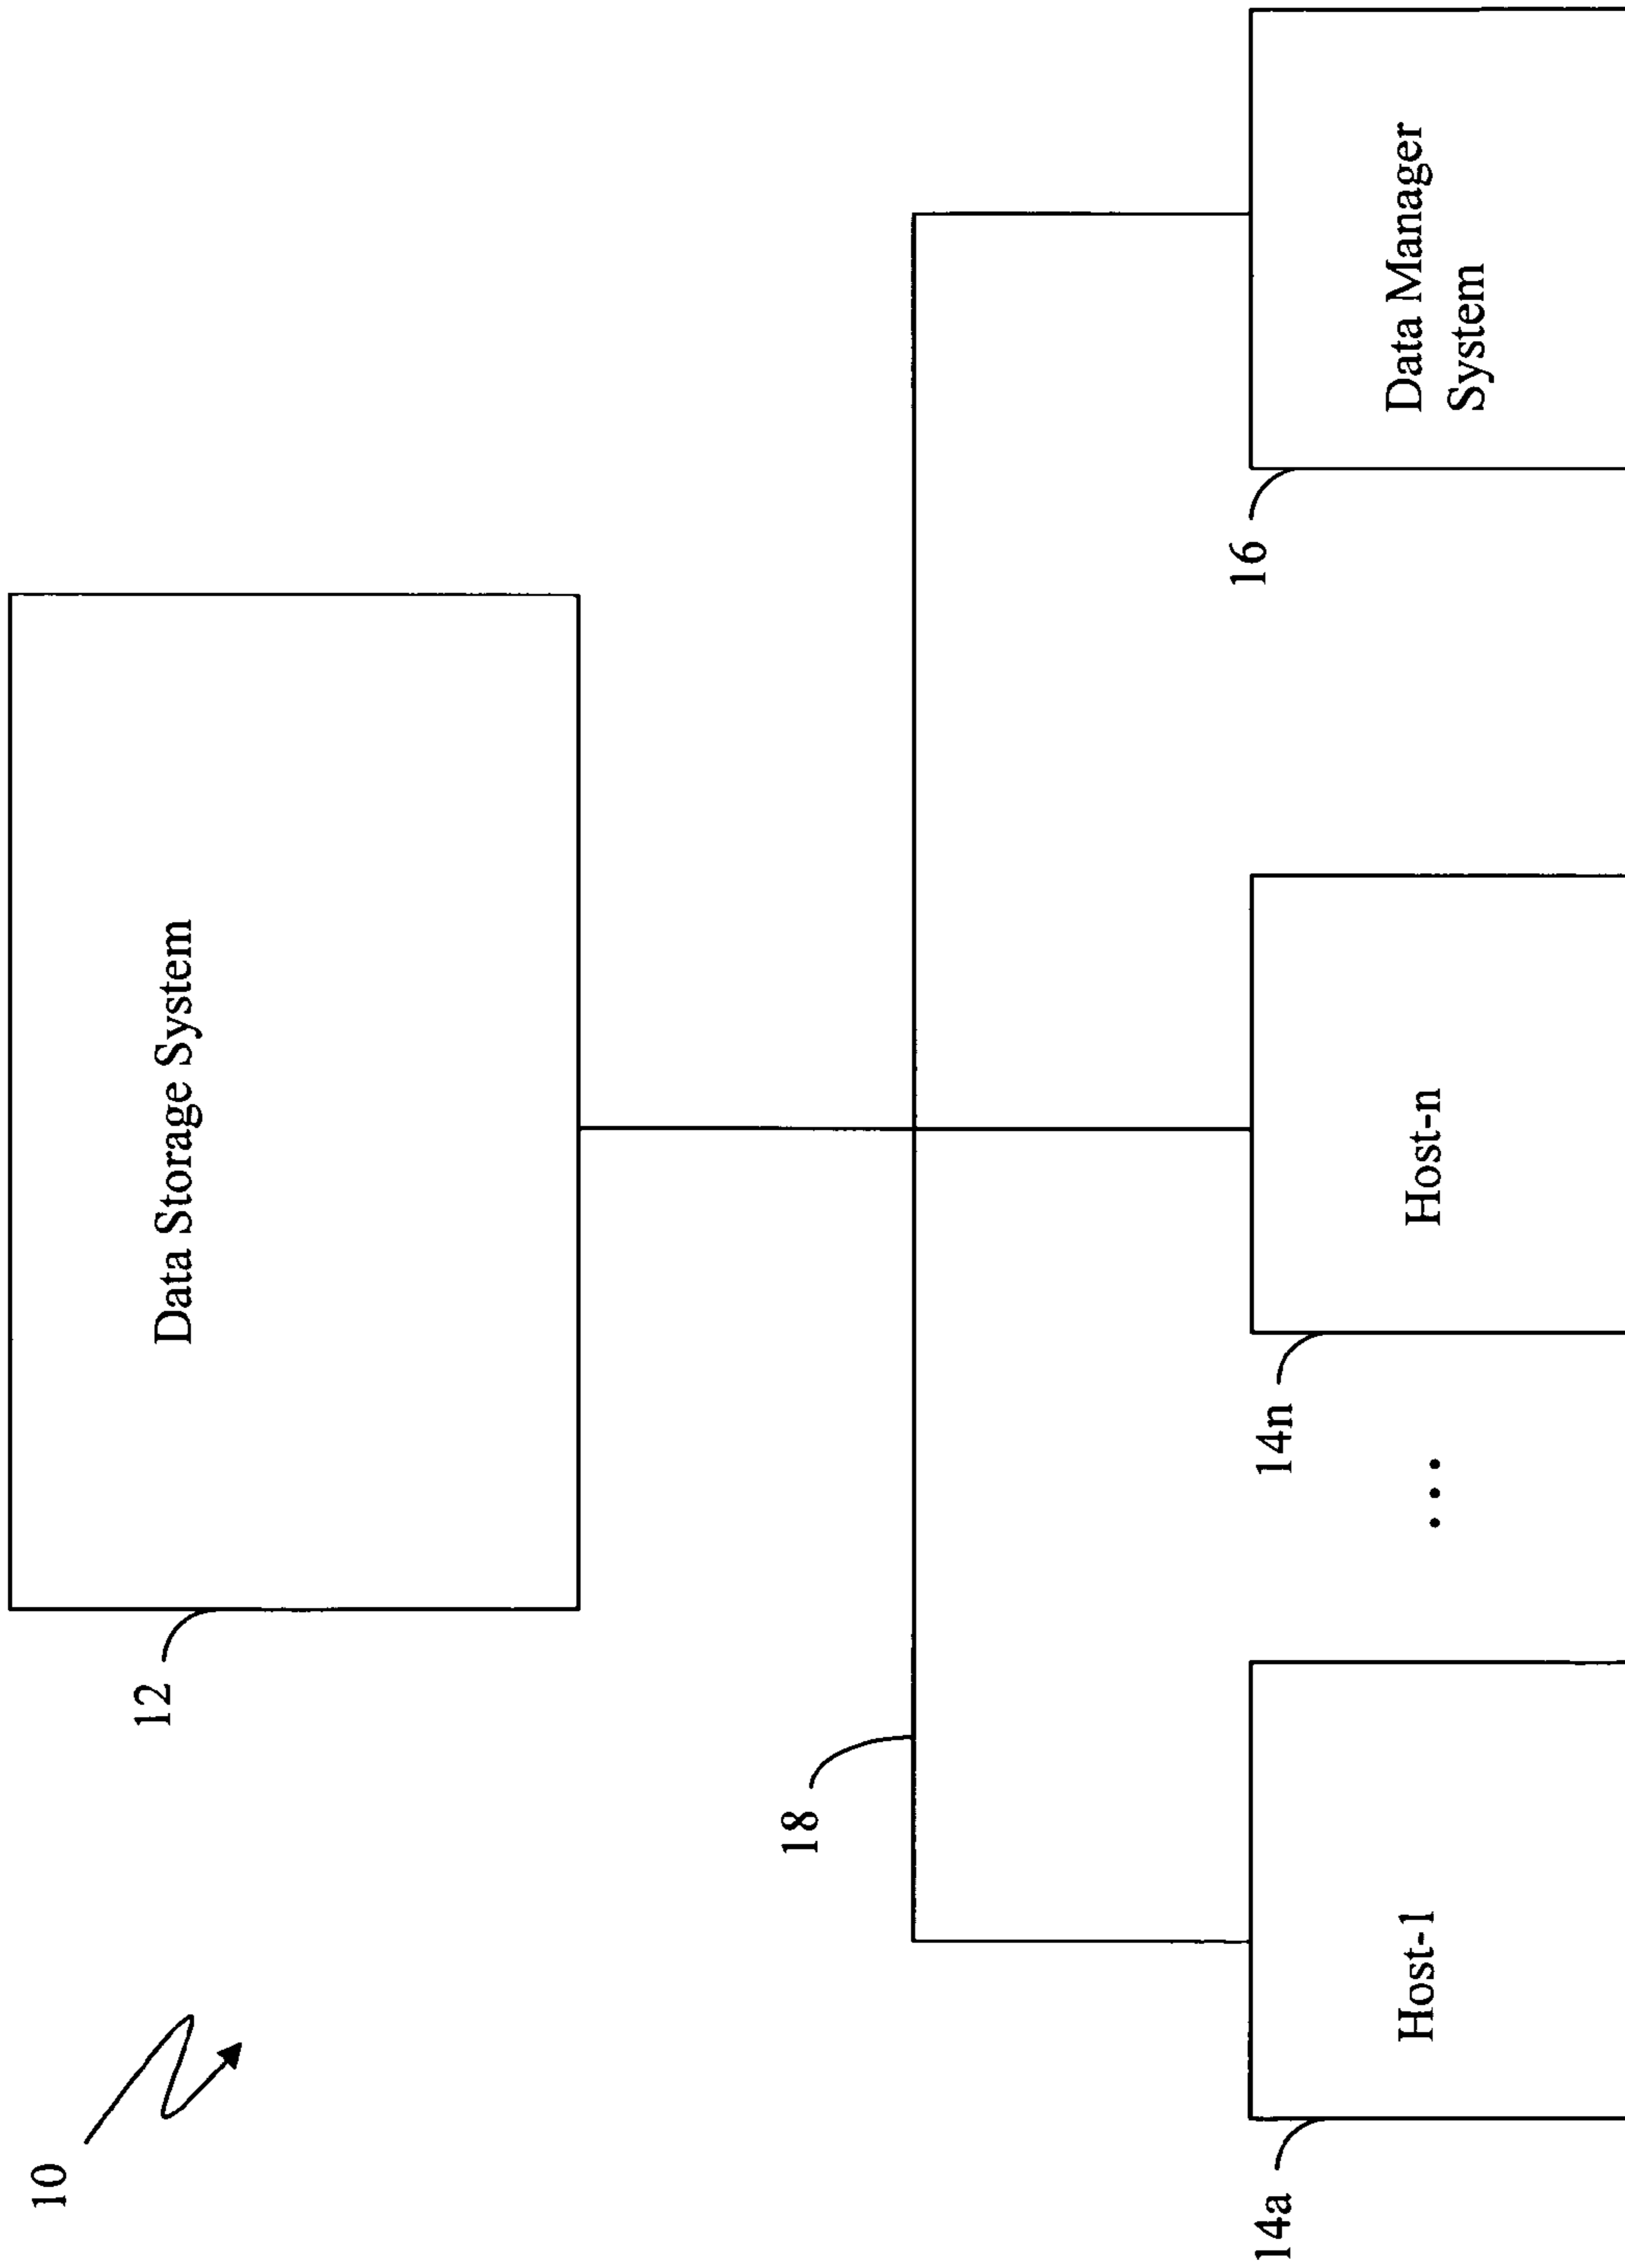 10
12
Data Storage System
18
14a
Host-1
...
14n
Host-n
16
Data Manager
System